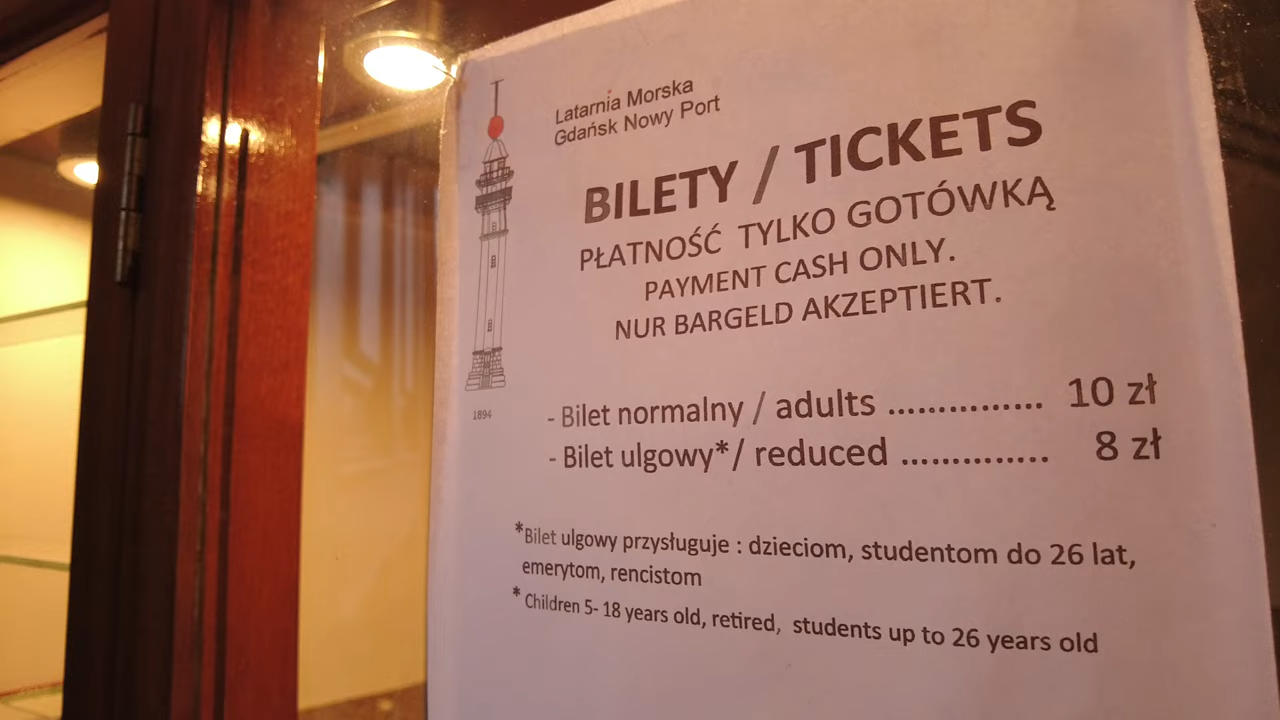 Latarnia Morska
Gdańsk Nowy Port
BILETY / TICKETS
PŁATNOŚĆ TYLKO GOTÓWKĄ
PAYMENT CASH ONLY.
NUR BARGELD AKZEPTIERT.
1894
- Bilet normalny / adults ............... 10 zł
- Bilet ulgowy*/ reduced .............. 8 zł
*Bilet ulgowy przysługuje : dzieciom, studentom do 26 lat,
emerytom, rencistom
* Children 5- 18 years old, retired, students up to 26 years old